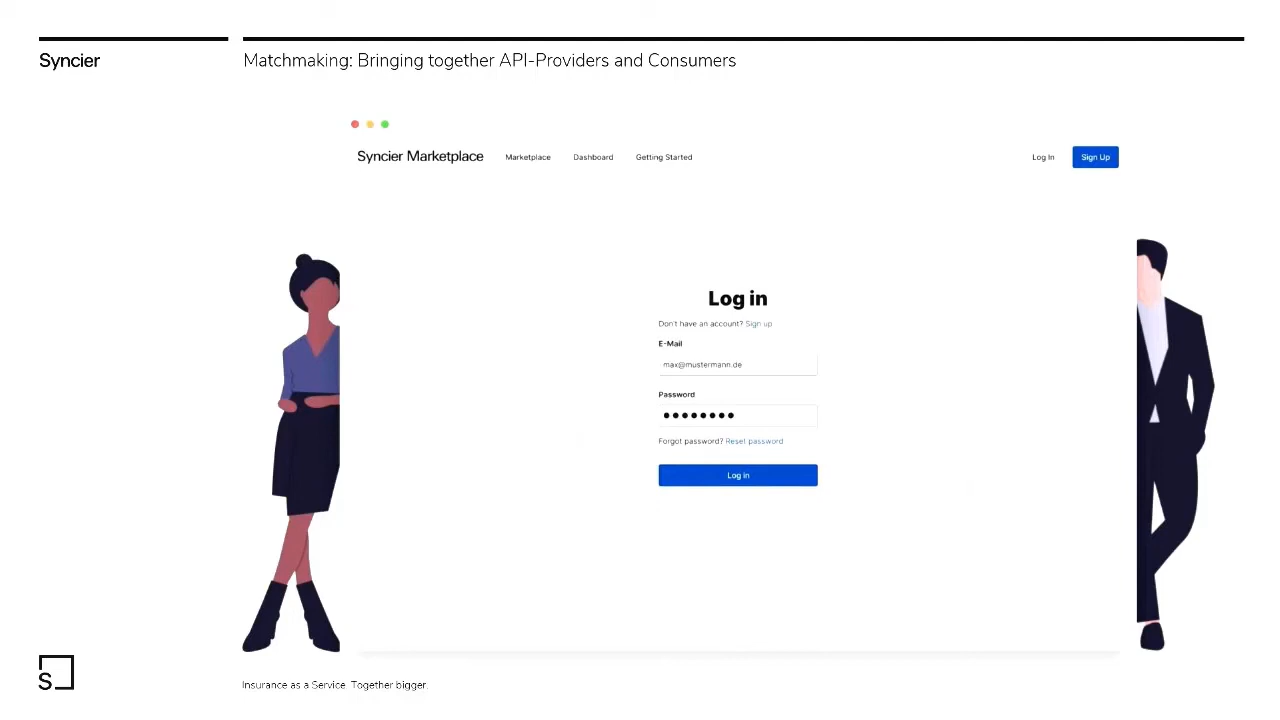 Syncier
Matchmaking: Bringing together API-Providers and Consumers
Syncier Marketplace
Marketplace
Dashboard
Getting Started
Log In
Sign Up
Log in
Don't have an account? Sign up
E-Mail
max@mustermann.de
Password
Forgot password? Reset password
Log in
S
Insurance as a Service. Together bigger.